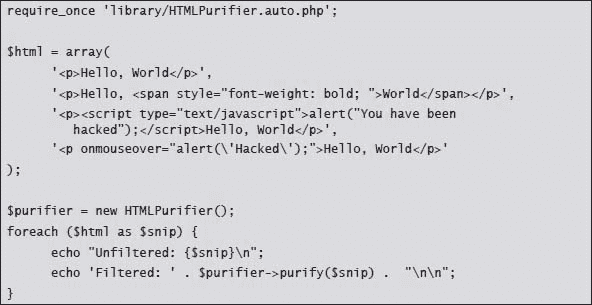 require_once 'library/HTMLPurifier.auto.php';
$html = array(
'<p>Hello, World</p>',
'<p>Hello, <span style="font-weight: bold; ">World</span></p>',
'<p><script type="text/javascript">alert("You have been
hacked");</script>Hello, World</p>',
'<p onmouseover="alert(\'Hacked\');">Hello, World</p>'
);
$purifier = new HTMLPurifier();
foreach ($html as $snip) {
echo "Unfiltered: {$snip}\n";
echo 'Filtered: ' . $purifier->purify($snip) .  "\n\n";
}